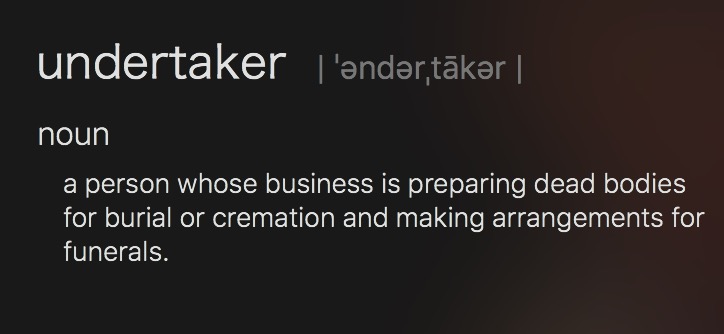 undertaker | ˈəndərˌtākər |
noun
a person whose business is preparing dead bodies
for burial or cremation and making arrangements for
funerals.